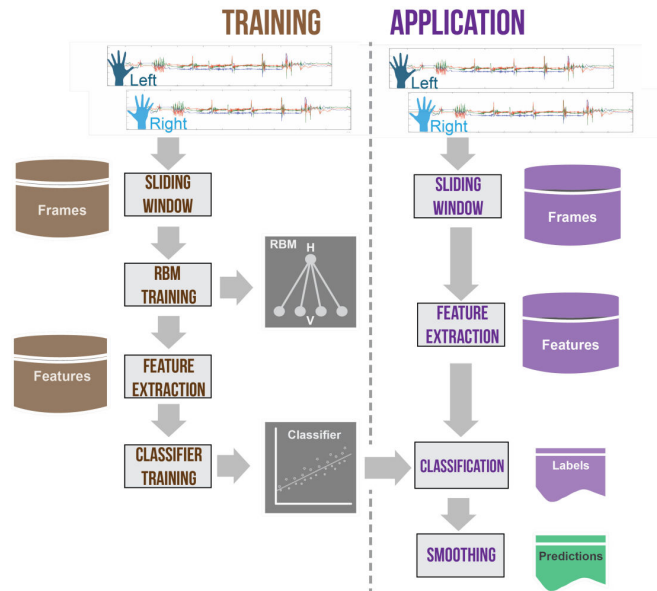 TRAINING
APPLICATION
Left
Right
Left
Right
SLIDING
WINDOW
Frames
SLIDING
WINDOW
Frames
RBM
TRAINING
RBM
H
V
FEATURE
EXTRACTION
Features
FEATURE
EXTRACTION
Features
CLASSIFIER
TRAINING
Classifier
CLASSIFICATION
Labels
SMOOTHING
Predictions